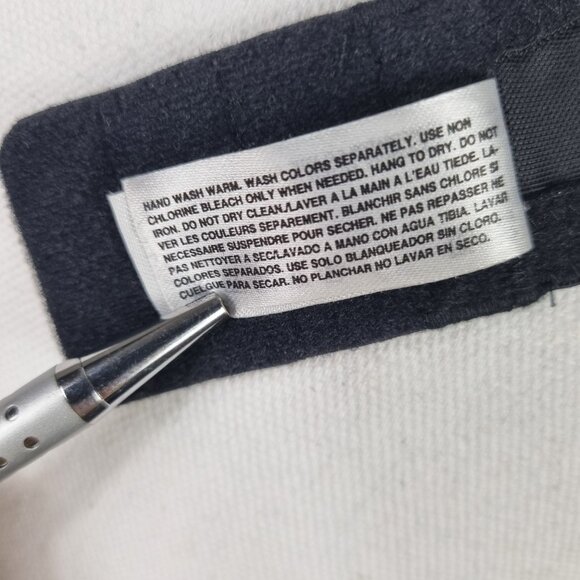 HAND WASH WARM. WASH COLORS SEPARATELY. USE NON
CHLORINE BLEACH ONLY WHEN NEEDED. HANG TO DRY. DO NOT
IRON. DO NOT DRY CLEAN./LAVER A LA MAIN A L'EAU TIEDE. LA-
VER LES COULEURS SEPAREMENT. BLANCHIR SANS CHLORE SI
NECESSAIRE SUSPENDRE POUR SECHER. NE PAS REPASSER NE
PAS NETTOYER A SEC/LAVADO A MANO CON AGUA TIBIA. LAVAR
COLORES SEPARADOS. USE SOLO BLANQUEADOR SIN CLORO.
CUELGUE PARA SECAR. NO PLANCHAR NO LAVAR EN SECO.